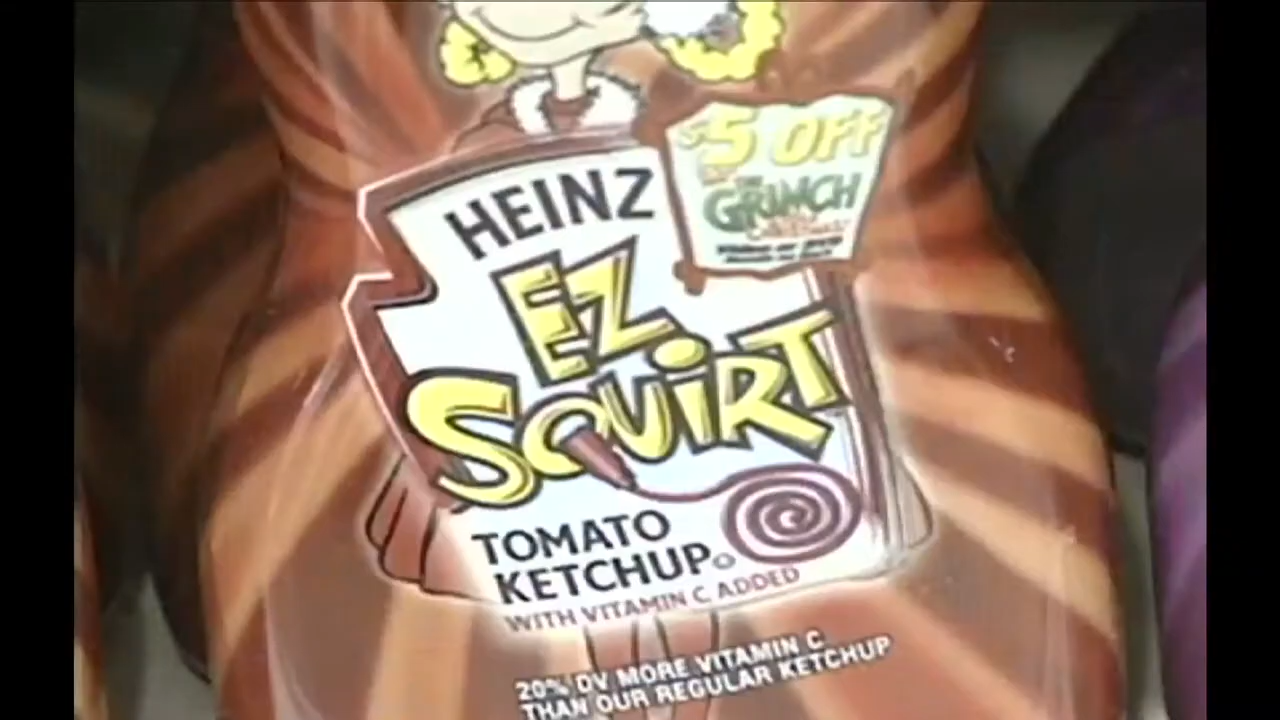 HEINZ
EZ
SQUIRT
TOMATO
KETCHUP
WITH VITAMIN C ADDED
$5 OFF
THE
GRINCH
20% DV MORE VITAMIN C
THAN OUR REGULAR KETCHUP